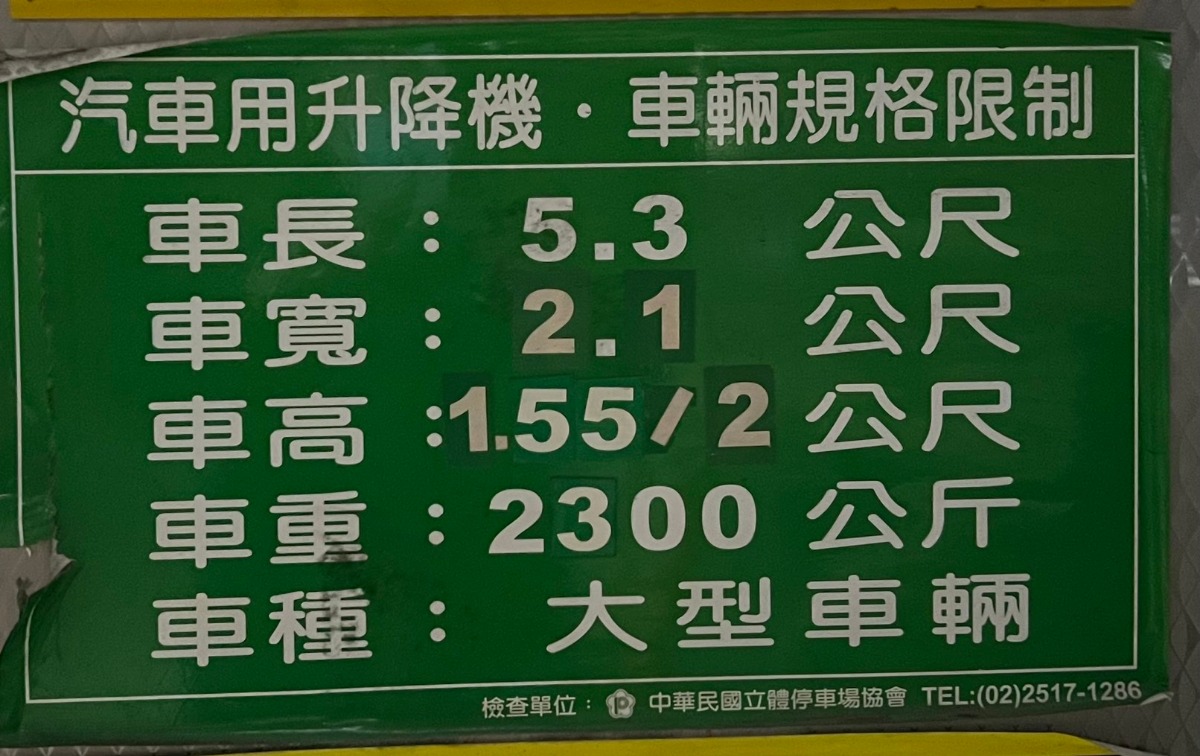 汽車用升降機・車輛規格限制
車長：5.3 公尺
車寬：2.1 公尺
車高：1.55/2 公尺
車重：2300 公斤
車種：大型車輛
檢查單位：中華民國立體停車場協會 TEL:(02)2517-1286